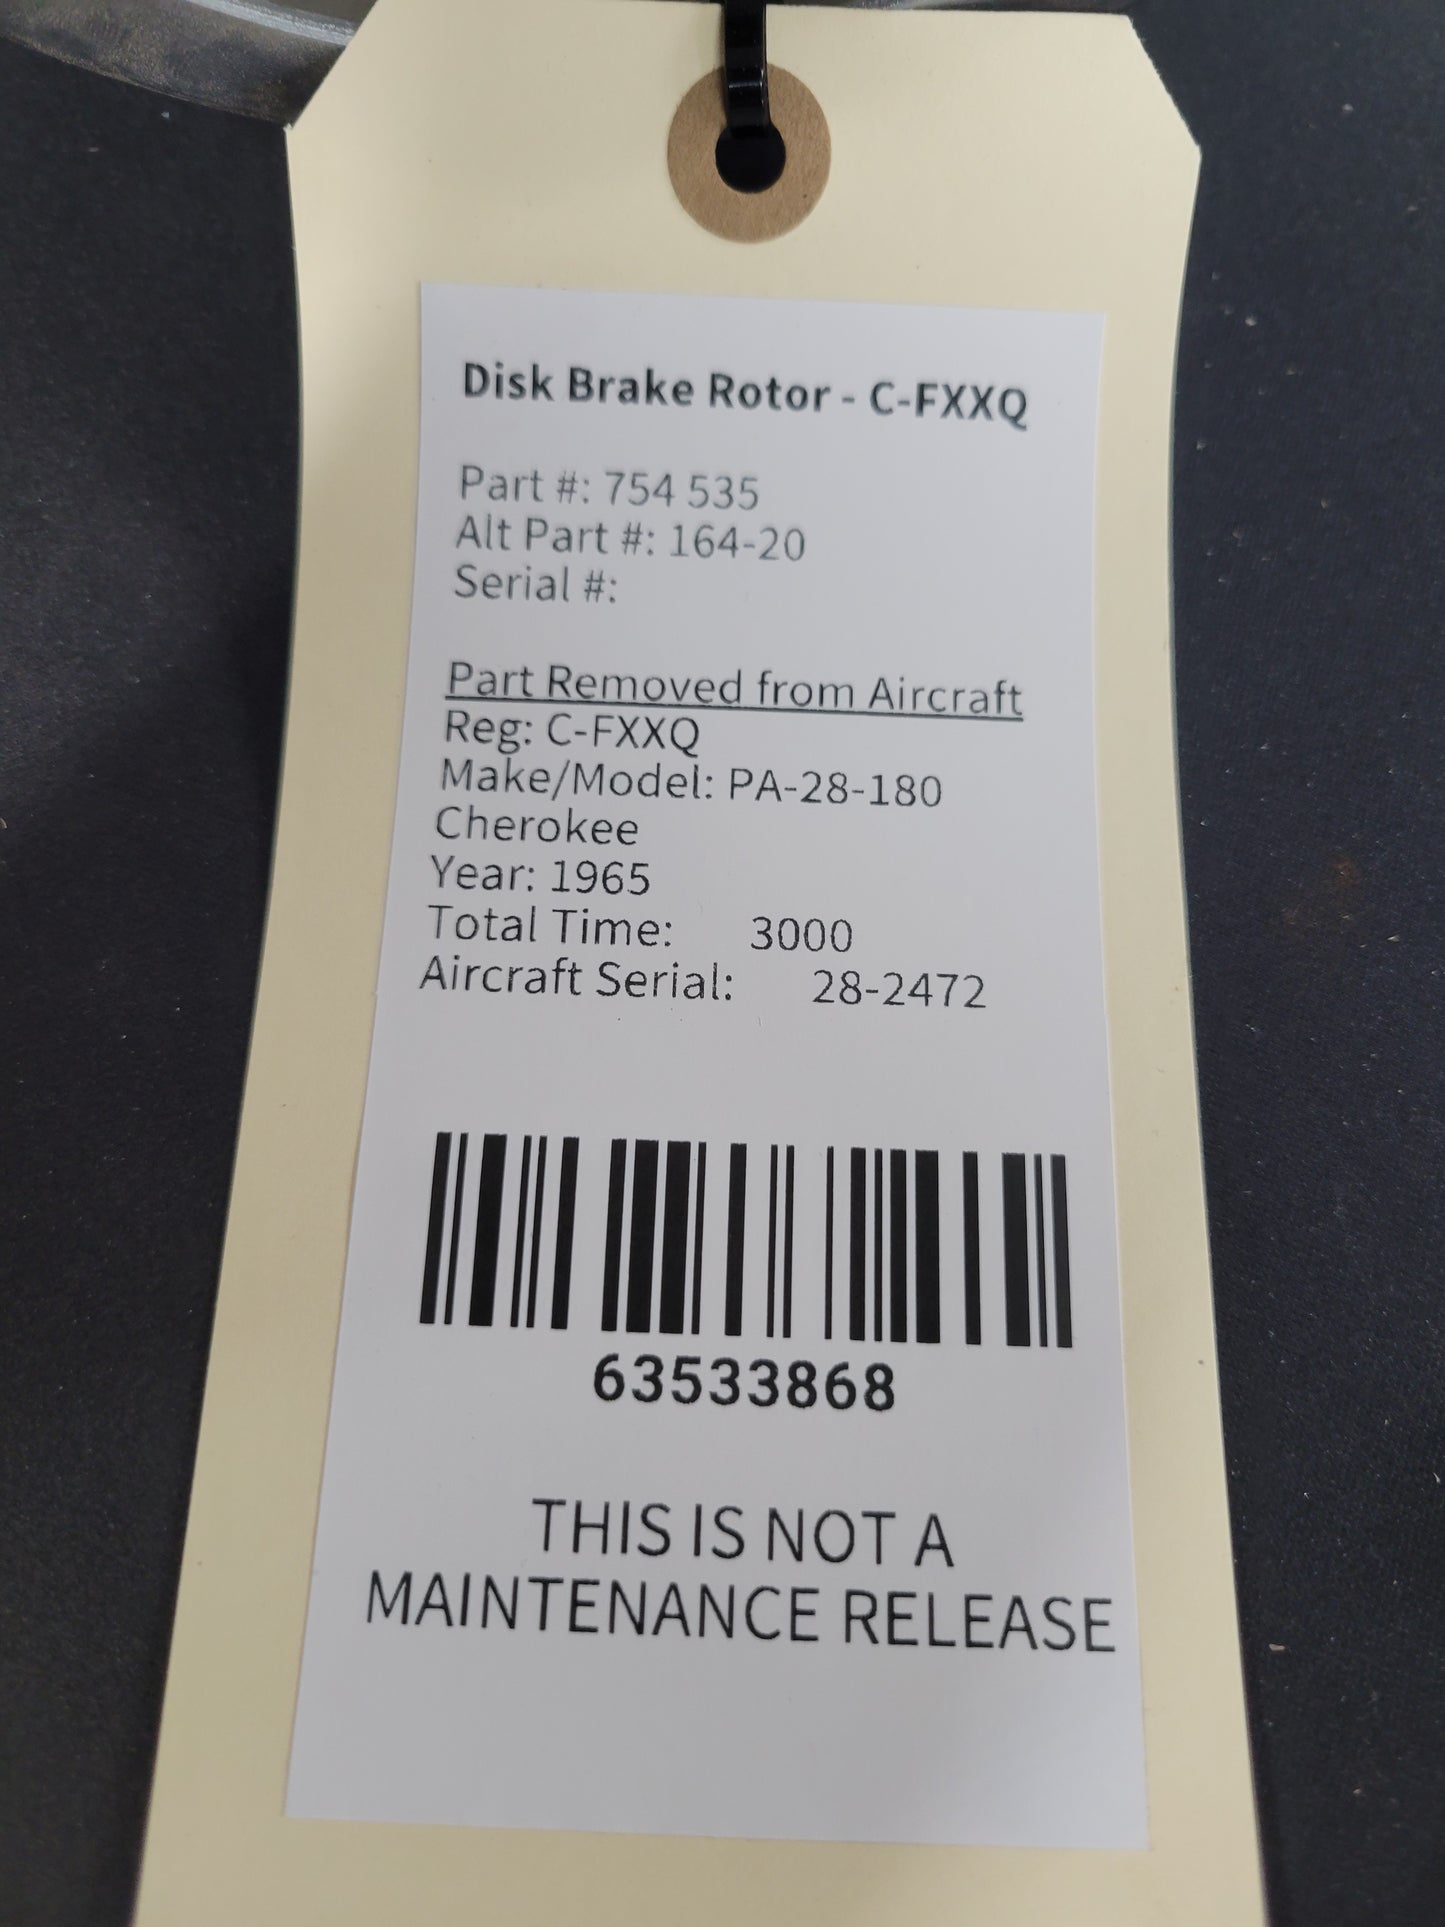 Disk Brake Rotor - C-FXXQ
Part #: 754 535
Alt Part #: 164-20
Serial #:
Part Removed from Aircraft
Reg: C-FXXQ
Make/Model: PA-28-180
Cherokee
Year: 1965
Total Time: 3000
Aircraft Serial: 28-2472
63533868
THIS IS NOT A
MAINTENANCE RELEASE